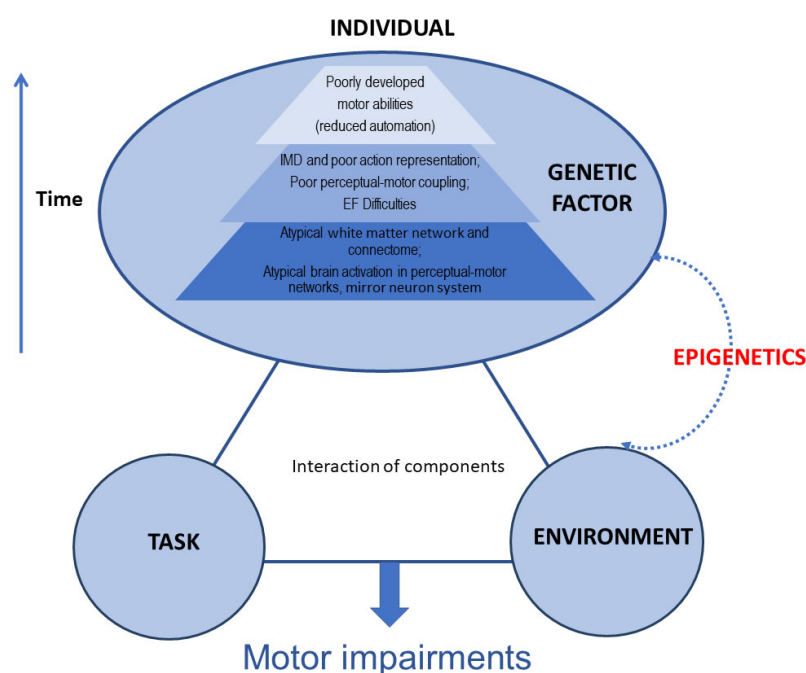 INDIVIDUAL
Poorly developed
motor abilities
(reduced automation)
Time
IMD and poor action representation;
Poor perceptual-motor coupling;
EF Difficulties
GENETIC
FACTOR
Atypical white matter network and
connectome;
Atypical brain activation in perceptual-motor
networks, mirror neuron system
EPIGENETICS
Interaction of components
TASK
ENVIRONMENT
Motor impairments